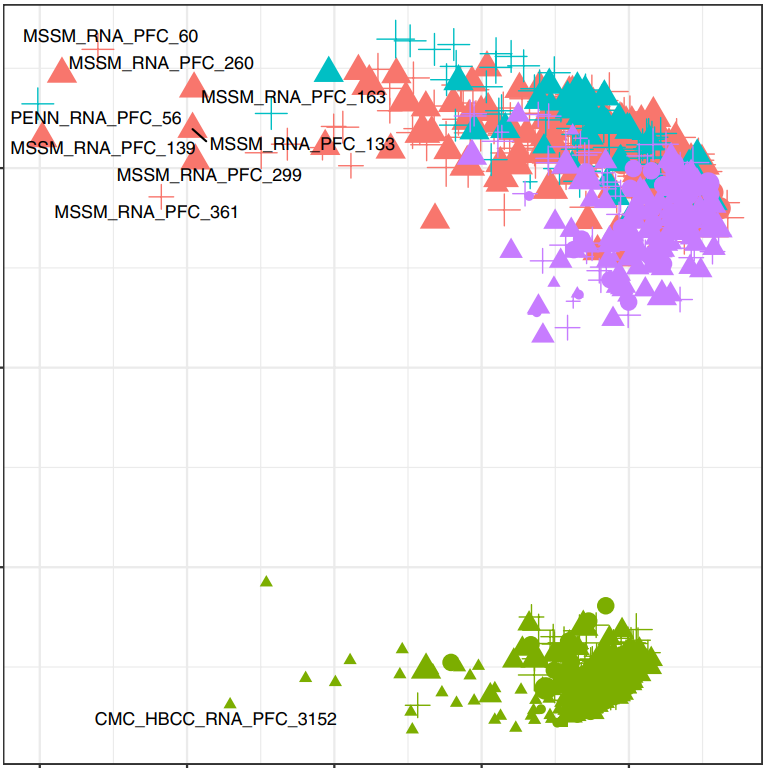 MSSM_RNA_PFC_60
MSSM_RNA_PFC_260
MSSM_RNA_PFC_163
PENN_RNA_PFC_56
MSSM_RNA_PFC_139
MSSM_RNA_PFC_133
MSSM_RNA_PFC_299
MSSM_RNA_PFC_361
CMC_HBCC_RNA_PFC_3152